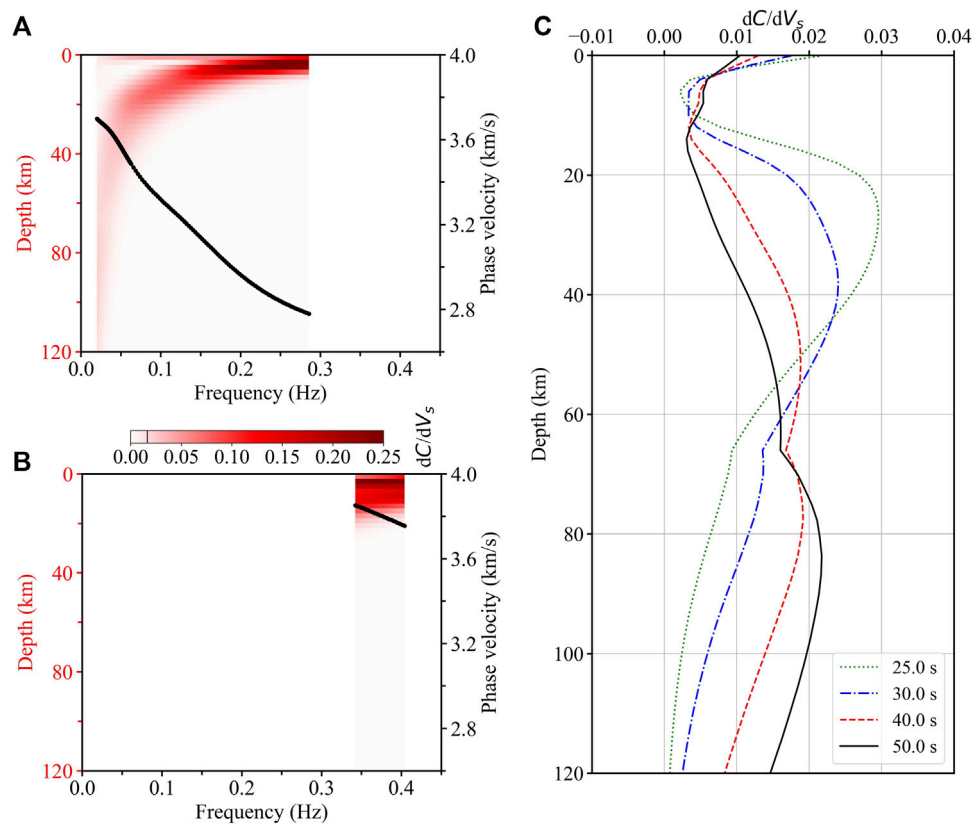 A
0
40
80
120
Depth (km)
4.0
3.6
3.2
2.8
Phase velocity (km/s)
0.0 0.1 0.2 0.3 0.4
Frequency (Hz)
0.00 0.05 0.10 0.15 0.20 0.25
dC/dVs
B
0
40
80
120
Depth (km)
4.0
3.6
3.2
2.8
Phase velocity (km/s)
0.0 0.1 0.2 0.3 0.4
Frequency (Hz)
C
dC/dVs
−0.01 0.00 0.01 0.02 0.03 0.04
0
20
40
60
80
100
120
Depth (km)
25.0 s
30.0 s
40.0 s
50.0 s